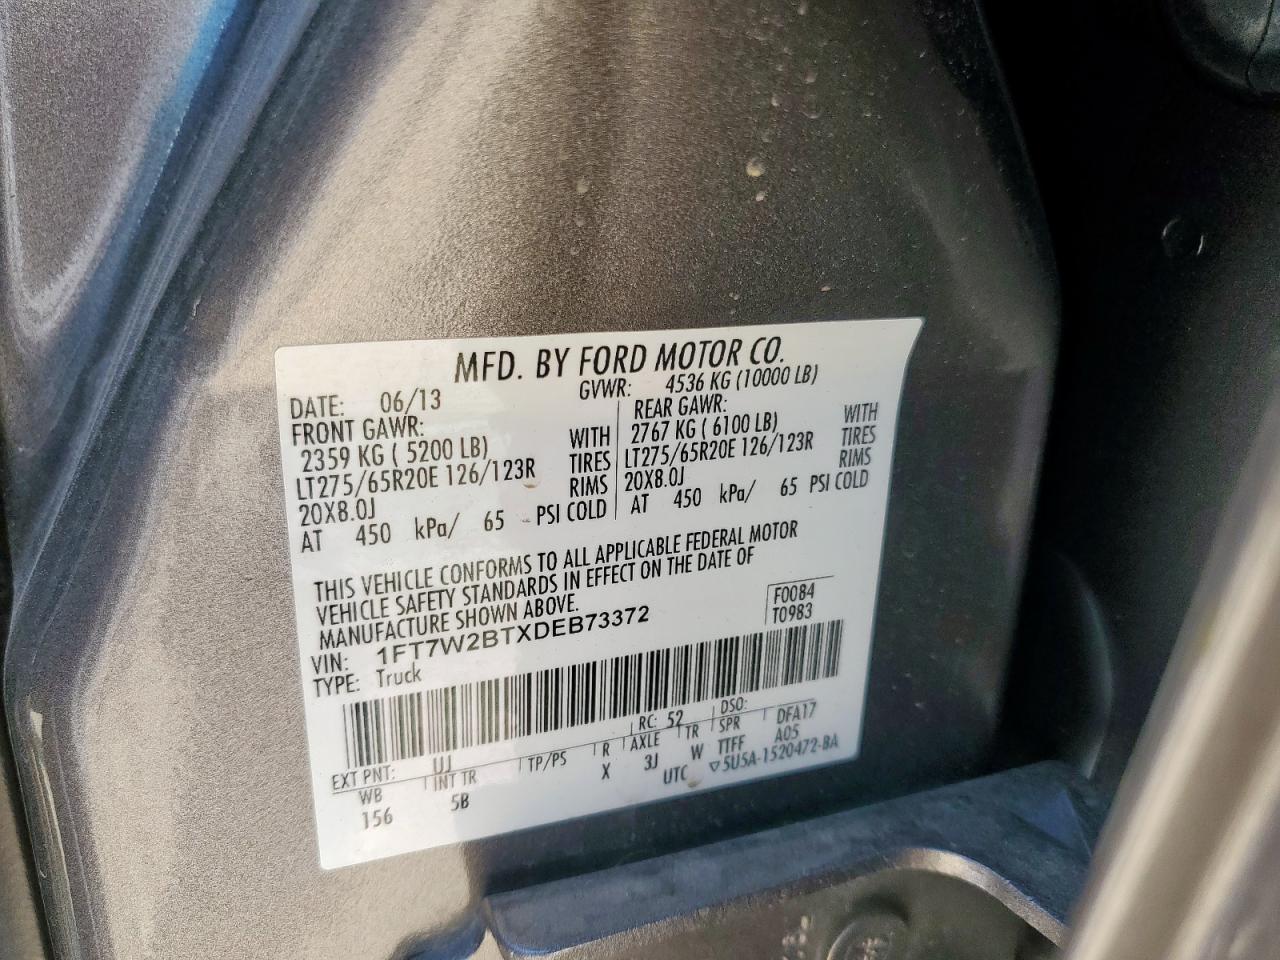 MFD. BY FORD MOTOR CO.
DATE: 06/13 GVWR: 4536 KG (10000 LB)
FRONT GAWR: REAR GAWR:
2359 KG ( 5200 LB) WITH 2767 KG ( 6100 LB) WITH
LT275/65R20E 126/123R TIRES LT275/65R20E 126/123R TIRES
20X8.0J RIMS 20X8.0J RIMS
AT 450 kPa/ 65 PSI COLD AT 450 kPa/ 65 PSI COLD
THIS VEHICLE CONFORMS TO ALL APPLICABLE FEDERAL MOTOR
VEHICLE SAFETY STANDARDS IN EFFECT ON THE DATE OF
MANUFACTURE SHOWN ABOVE.
F0084
T0983
VIN: 1FT7W2BTXDEB73372
TYPE: Truck
EXT PNT: UJ RC: 52 DSO:
WB INT TR TP/PS R AXLE TR SPR DFA17
156 5B X 3J W TTFF A05
UTC ▽5U5A-1520472-BA